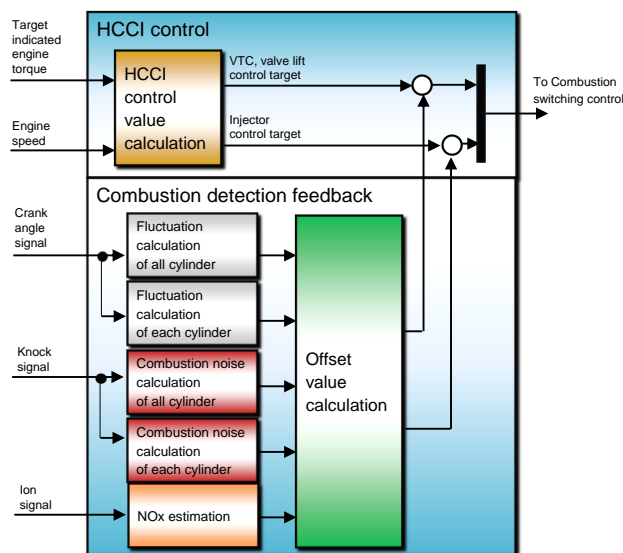 Target
indicated
engine
torque
Engine
speed
HCCI control
HCCI
control
value
calculation
VTC, valve lift
control target
Injector
control target
To Combustion
switching control
Combustion detection feedback
Crank
angle
signal
Fluctuation
calculation
of all cylinder
Fluctuation
calculation
of each cylinder
Knock
signal
Combustion noise
calculation
of all cylinder
Combustion noise
calculation
of each cylinder
Ion
signal
NOx estimation
Offset
value
calculation